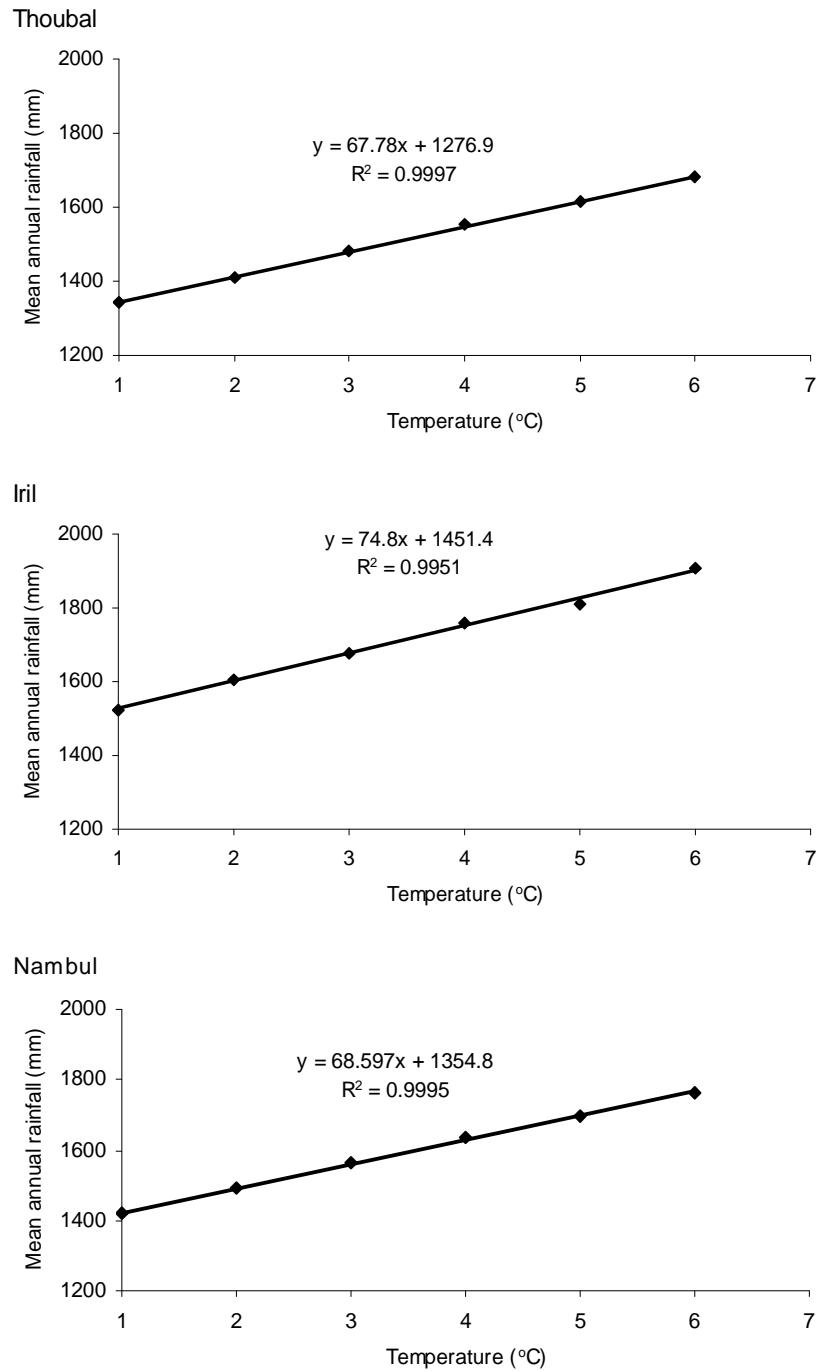 Thoubal
2000
1800
1600
1400
1200
Mean annual rainfall (mm)
y = 67.78x + 1276.9
R² = 0.9997
1 2 3 4 5 6 7
Temperature (°C)
Iril
2000
1800
1600
1400
1200
Mean annual rainfall (mm)
y = 74.8x + 1451.4
R² = 0.9951
1 2 3 4 5 6 7
Temperature (°C)
Nambul
2000
1800
1600
1400
1200
Mean annual rainfall (mm)
y = 68.597x + 1354.8
R² = 0.9995
1 2 3 4 5 6 7
Temperature (°C)